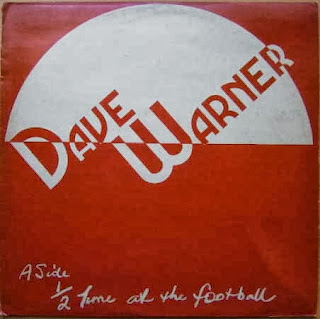 DAVE
WARNER
A Side
1/2 Time at the football